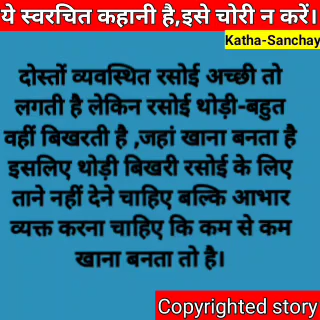 ये स्वरचित कहानी है,इसे चोरी न करें।
Katha-Sanchay
दोस्तों व्यवस्थित रसोई अच्छी तो
लगती है लेकिन रसोई थोड़ी-बहुत
वहीं बिखरती है ,जहां खाना बनता है
इसलिए थोड़ी बिखरी रसोई के लिए
ताने नहीं देने चाहिए बल्कि आभार
व्यक्त करना चाहिए कि कम से कम
खाना बनता तो है।
Copyrighted story